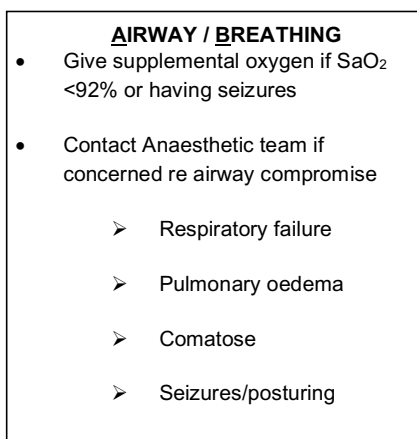 AIRWAY / BREATHING
• Give supplemental oxygen if SaO₂
<92% or having seizures
• Contact Anaesthetic team if
concerned re airway compromise
➢ Respiratory failure
➢ Pulmonary oedema
➢ Comatose
➢ Seizures/posturing